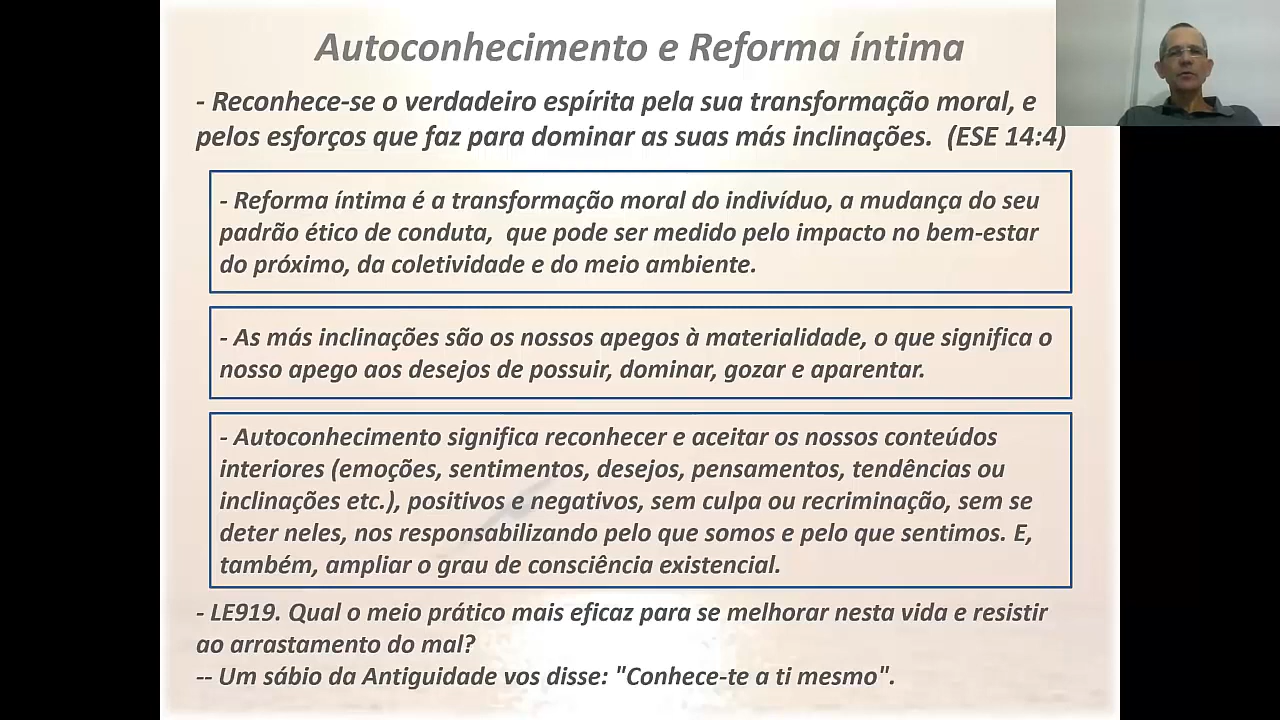 Autoconhecimento e Reforma íntima
- Reconhece-se o verdadeiro espírita pela sua transformação moral, e
pelos esforços que faz para dominar as suas más inclinações.  (ESE 14:4)
- Reforma íntima é a transformação moral do indivíduo, a mudança do seu
padrão ético de conduta,  que pode ser medido pelo impacto no bem-estar
do próximo, da coletividade e do meio ambiente.
- As más inclinações são os nossos apegos à materialidade, o que significa o
nosso apego aos desejos de possuir, dominar, gozar e aparentar.
- Autoconhecimento significa reconhecer e aceitar os nossos conteúdos
interiores (emoções, sentimentos, desejos, pensamentos, tendências ou
inclinações etc.), positivos e negativos, sem culpa ou recriminação, sem se
deter neles, nos responsabilizando pelo que somos e pelo que sentimos. E,
também, ampliar o grau de consciência existencial.
- LE919. Qual o meio prático mais eficaz para se melhorar nesta vida e resistir
ao arrastamento do mal?
-- Um sábio da Antiguidade vos disse: "Conhece-te a ti mesmo".